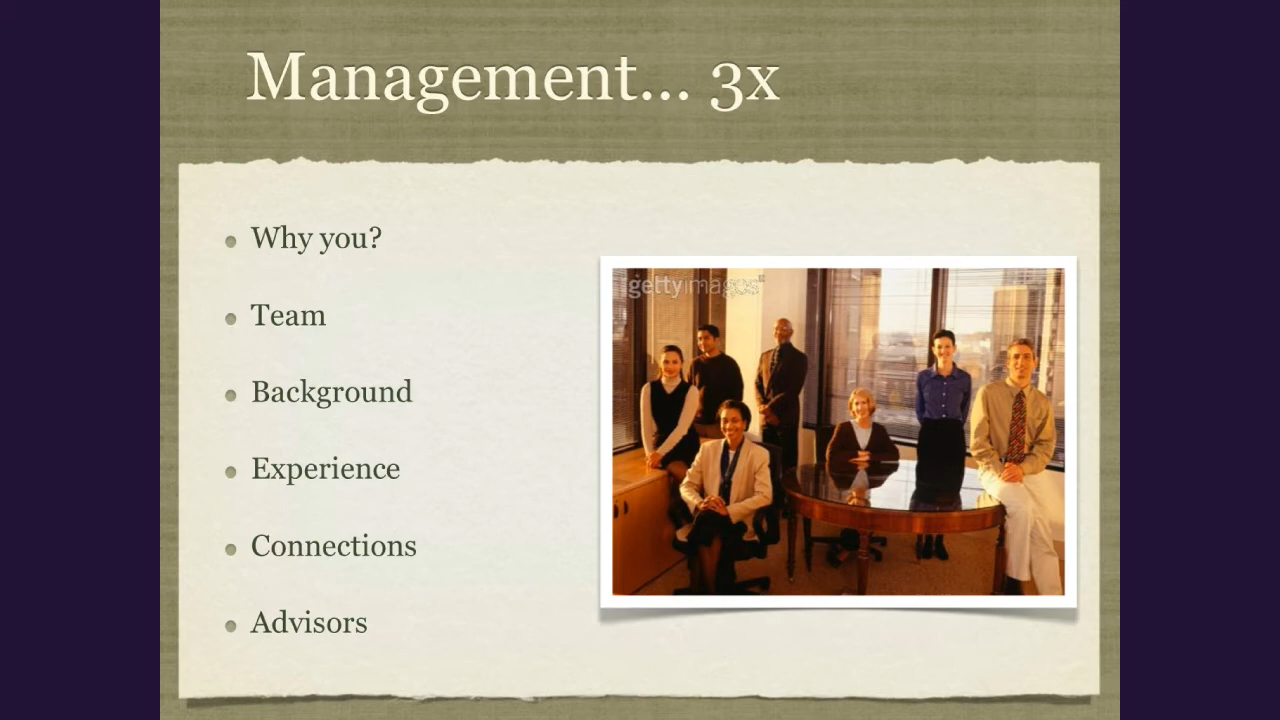 Management... 3x
Why you?
Team
Background
Experience
Connections
Advisors
gettyimages